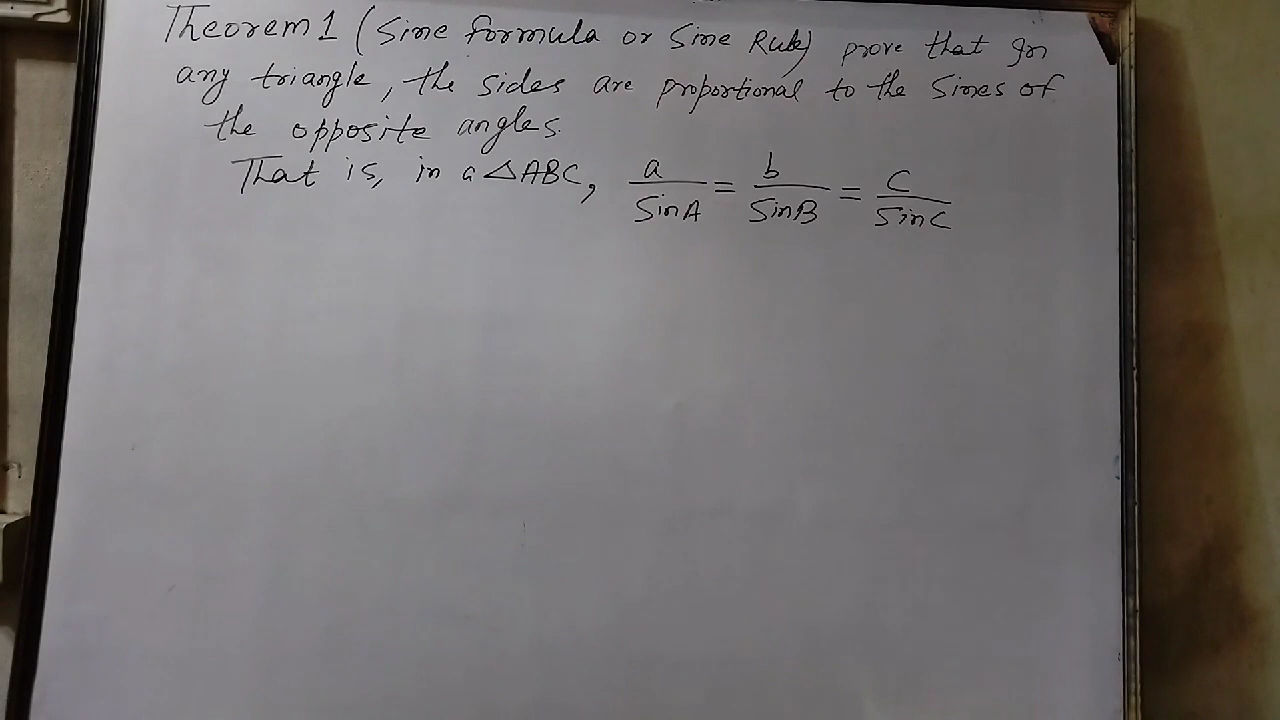 Theorem 1 (Sine formula or Sine Rule) prove that In
any triangle, the sides are proportional to the Sines of
the opposite angles.
That is, in a △ABC, a/SinA = b/SinB = c/SinC